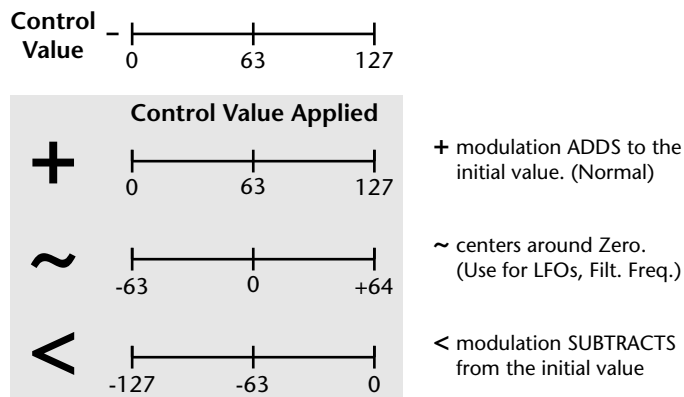 Control
Value
–
0 63 127
Control Value Applied
+
0 63 127
+ modulation ADDS to the
initial value. (Normal)
~
-63 0 +64
~ centers around Zero.
(Use for LFOs, Filt. Freq.)
<
-127 -63 0
< modulation SUBTRACTS
from the initial value